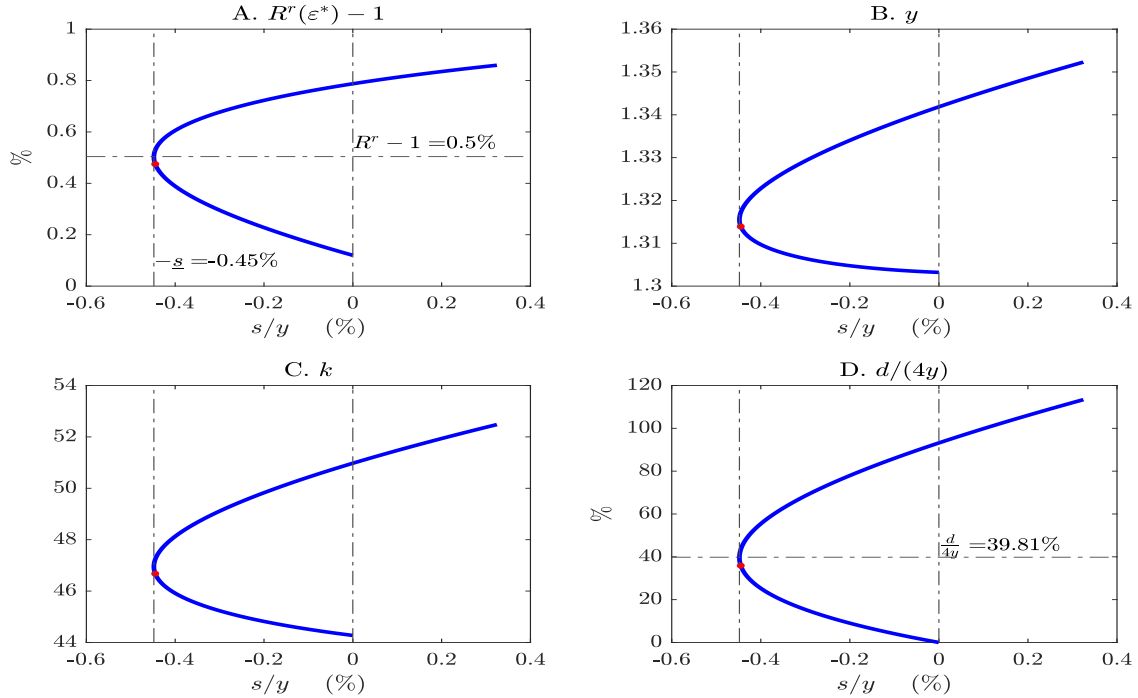 A. $R^r(\varepsilon^*) - 1$
1
0.8
0.6
0.4
0.2
0
%
$R^r - 1 = 0.5\%$
$-\underline{s} = -0.45\%$
-0.6 -0.4 -0.2 0 0.2 0.4
$s/y$ (%)
B. $y$
1.36
1.35
1.34
1.33
1.32
1.31
1.3
-0.6 -0.4 -0.2 0 0.2 0.4
$s/y$ (%)
C. $k$
54
52
50
48
46
44
-0.6 -0.4 -0.2 0 0.2 0.4
$s/y$ (%)
D. $d/(4y)$
120
100
80
60
40
20
0
%
$\frac{d}{4y} = 39.81\%$
-0.6 -0.4 -0.2 0 0.2 0.4
$s/y$ (%)